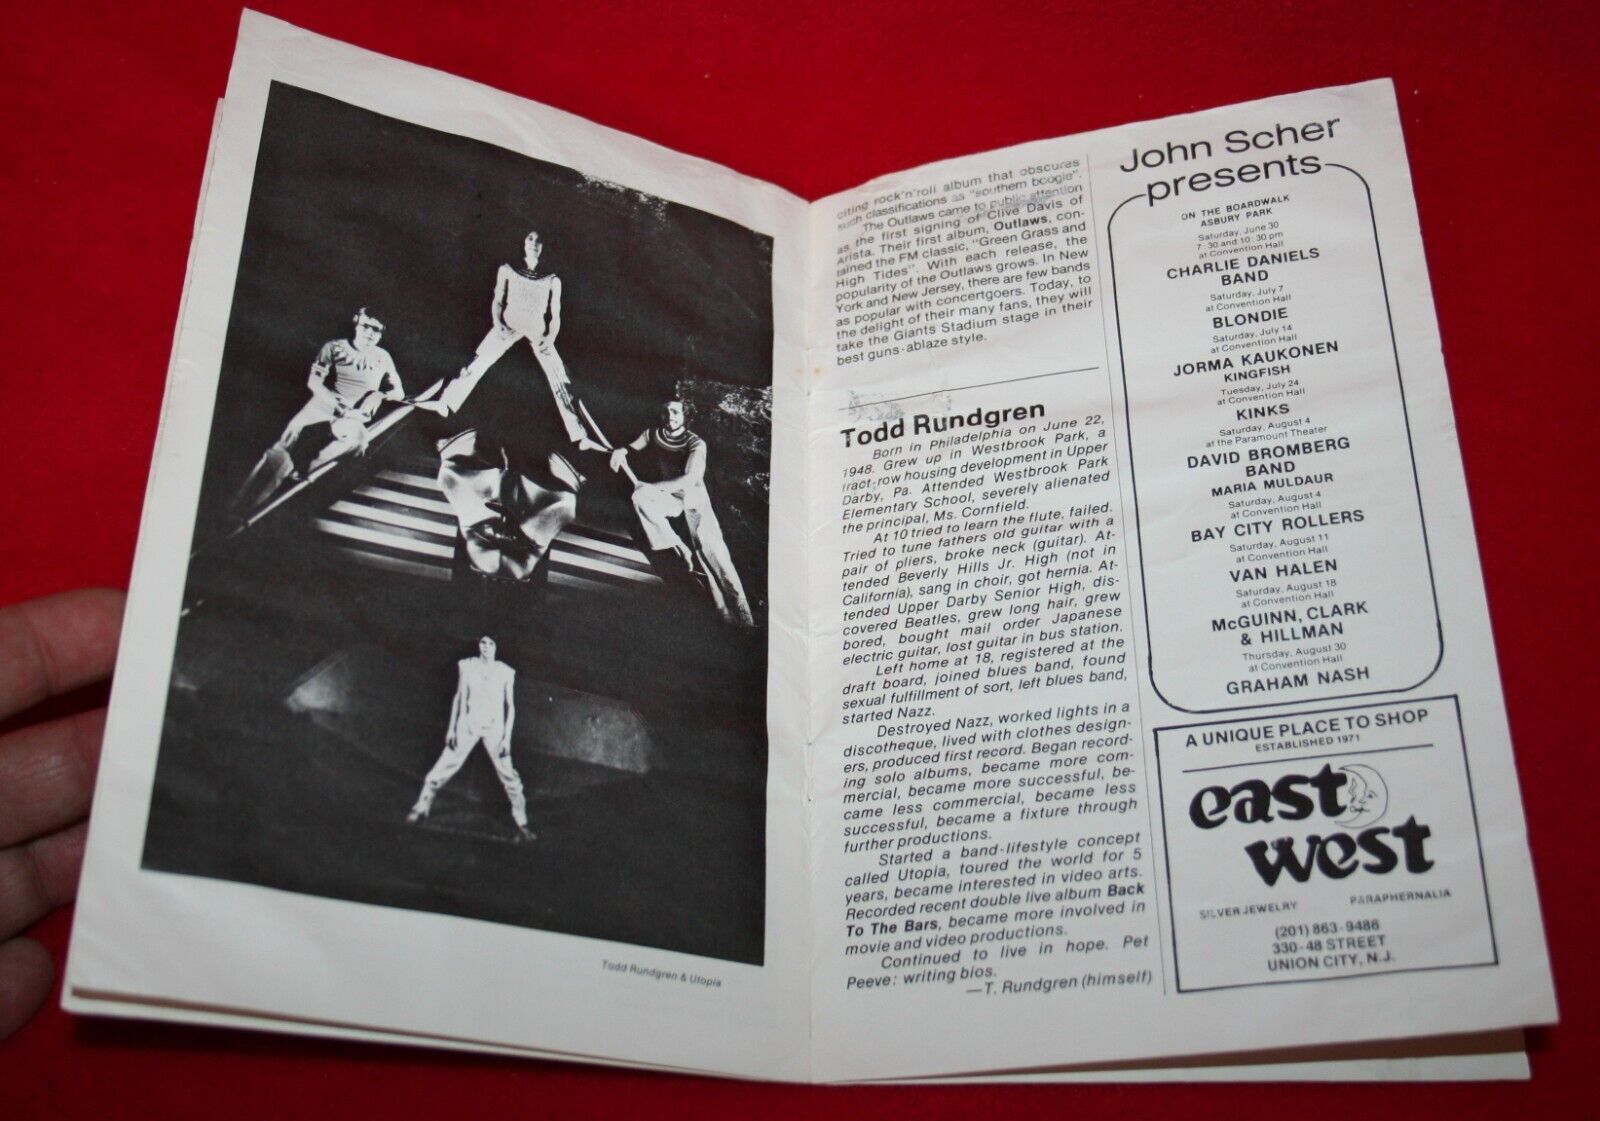 Todd Rundgren & Utopia
citing rock'n'roll album that obscures
such classifications as "southern boogie".
The Outlaws came to public attention
as the first signing of Clive Davis of
Arista. Their first album, Outlaws, con-
tained the FM classic, "Green Grass and
High Tides". With each release, the
popularity of the Outlaws grows. In New
York and New Jersey, there are few bands
as popular with concertgoers. Today, to
the delight of their many fans, they will
take the Giants Stadium stage in their
best guns-ablaze style.
Todd Rundgren
Born in Philadelphia on June 22,
1948. Grew up in Westbrook Park, a
tract-row housing development in Upper
Darby, Pa. Attended Westbrook Park
Elementary School, severely alienated
the principal, Ms. Cornfield.
At 10 tried to learn the flute, failed.
Tried to tune fathers old guitar with a
pair of pliers, broke neck (guitar). At-
tended Beverly Hills Jr. High (not in
California), sang in choir, got hernia. At-
tended Upper Darby Senior High, dis-
covered Beatles, grew long hair, grew
bored, bought mail order Japanese
electric guitar, lost guitar in bus station.
Left home at 18, registered at the
draft board, joined blues band, found
sexual fulfillment of sort, left blues band,
started Nazz.
Destroyed Nazz, worked lights in a
discotheque, lived with clothes design-
ers, produced first record. Began record-
ing solo albums, became more com-
mercial, became more successful, be-
came less commercial, became less
successful, became a fixture through
further productions.
Started a band-lifestyle concept
called Utopia, toured the world for 5
years, became interested in video arts.
Recorded recent double live album Back
To The Bars, became more involved in
movie and video productions.
Continued to live in hope. Pet
Peeve: writing bios.
—T. Rundgren (himself)
John Scher
presents
ON THE BOARDWALK
ASBURY PARK
Saturday, June 30
7:30 and 10:30 pm
at Convention Hall
CHARLIE DANIELS
BAND
Saturday, July 7
at Convention Hall
BLONDIE
Saturday, July 14
at Convention Hall
JORMA KAUKONEN
KINGFISH
Tuesday, July 24
at Convention Hall
KINKS
Saturday, August 4
at the Paramount Theater
DAVID BROMBERG
BAND
MARIA MULDAUR
Saturday, August 4
at Convention Hall
BAY CITY ROLLERS
Saturday, August 11
at Convention Hall
VAN HALEN
Saturday, August 18
at Convention Hall
McGUINN, CLARK
& HILLMAN
Thursday, August 30
at Convention Hall
GRAHAM NASH
A UNIQUE PLACE TO SHOP
ESTABLISHED 1971
east
west
SILVER JEWELRY PARAPHERNALIA
(201) 863-9486
330-48 STREET
UNION CITY, N.J.